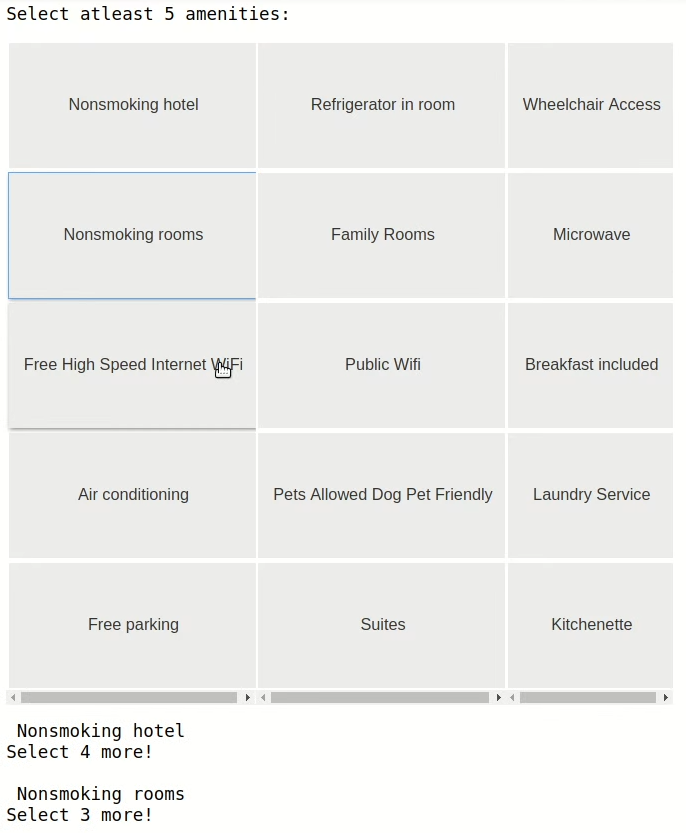 Select atleast 5 amenities:
Nonsmoking hotel
Refrigerator in room
Wheelchair Access
Nonsmoking rooms
Family Rooms
Microwave
Free High Speed Internet WiFi
Public Wifi
Breakfast included
Air conditioning
Pets Allowed Dog Pet Friendly
Laundry Service
Free parking
Suites
Kitchenette
Nonsmoking hotel
Select 4 more!
Nonsmoking rooms
Select 3 more!